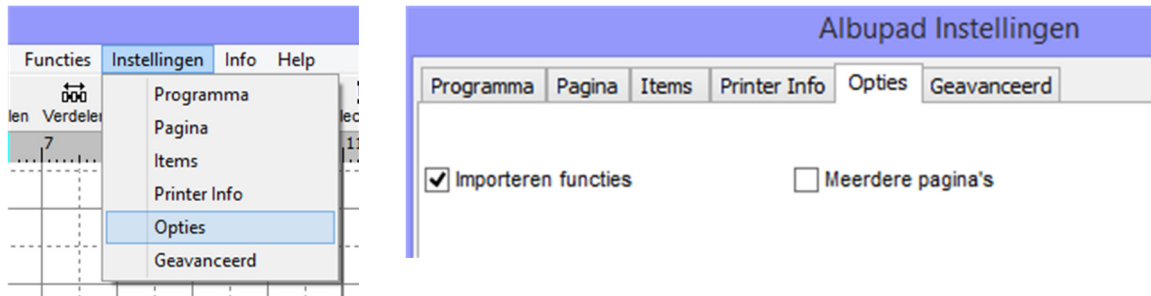 Functies Instellingen Info Help
Verdelen
7
Programma
Pagina
Items
Printer Info
Opties
Geavanceerd
Albupad Instellingen
Programma Pagina Items Printer Info Opties Geavanceerd
Importeren functies Meerdere pagina's